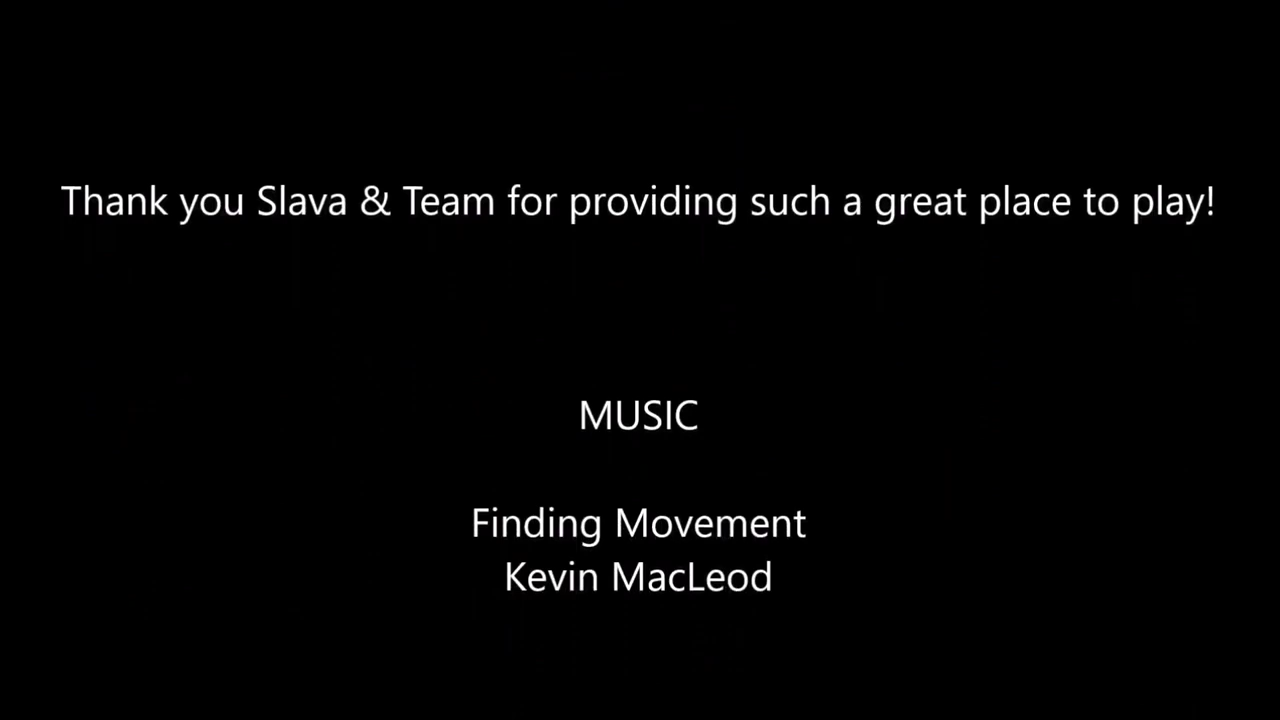 Thank you Slava & Team for providing such a great place to play!
MUSIC
Finding Movement
Kevin MacLeod